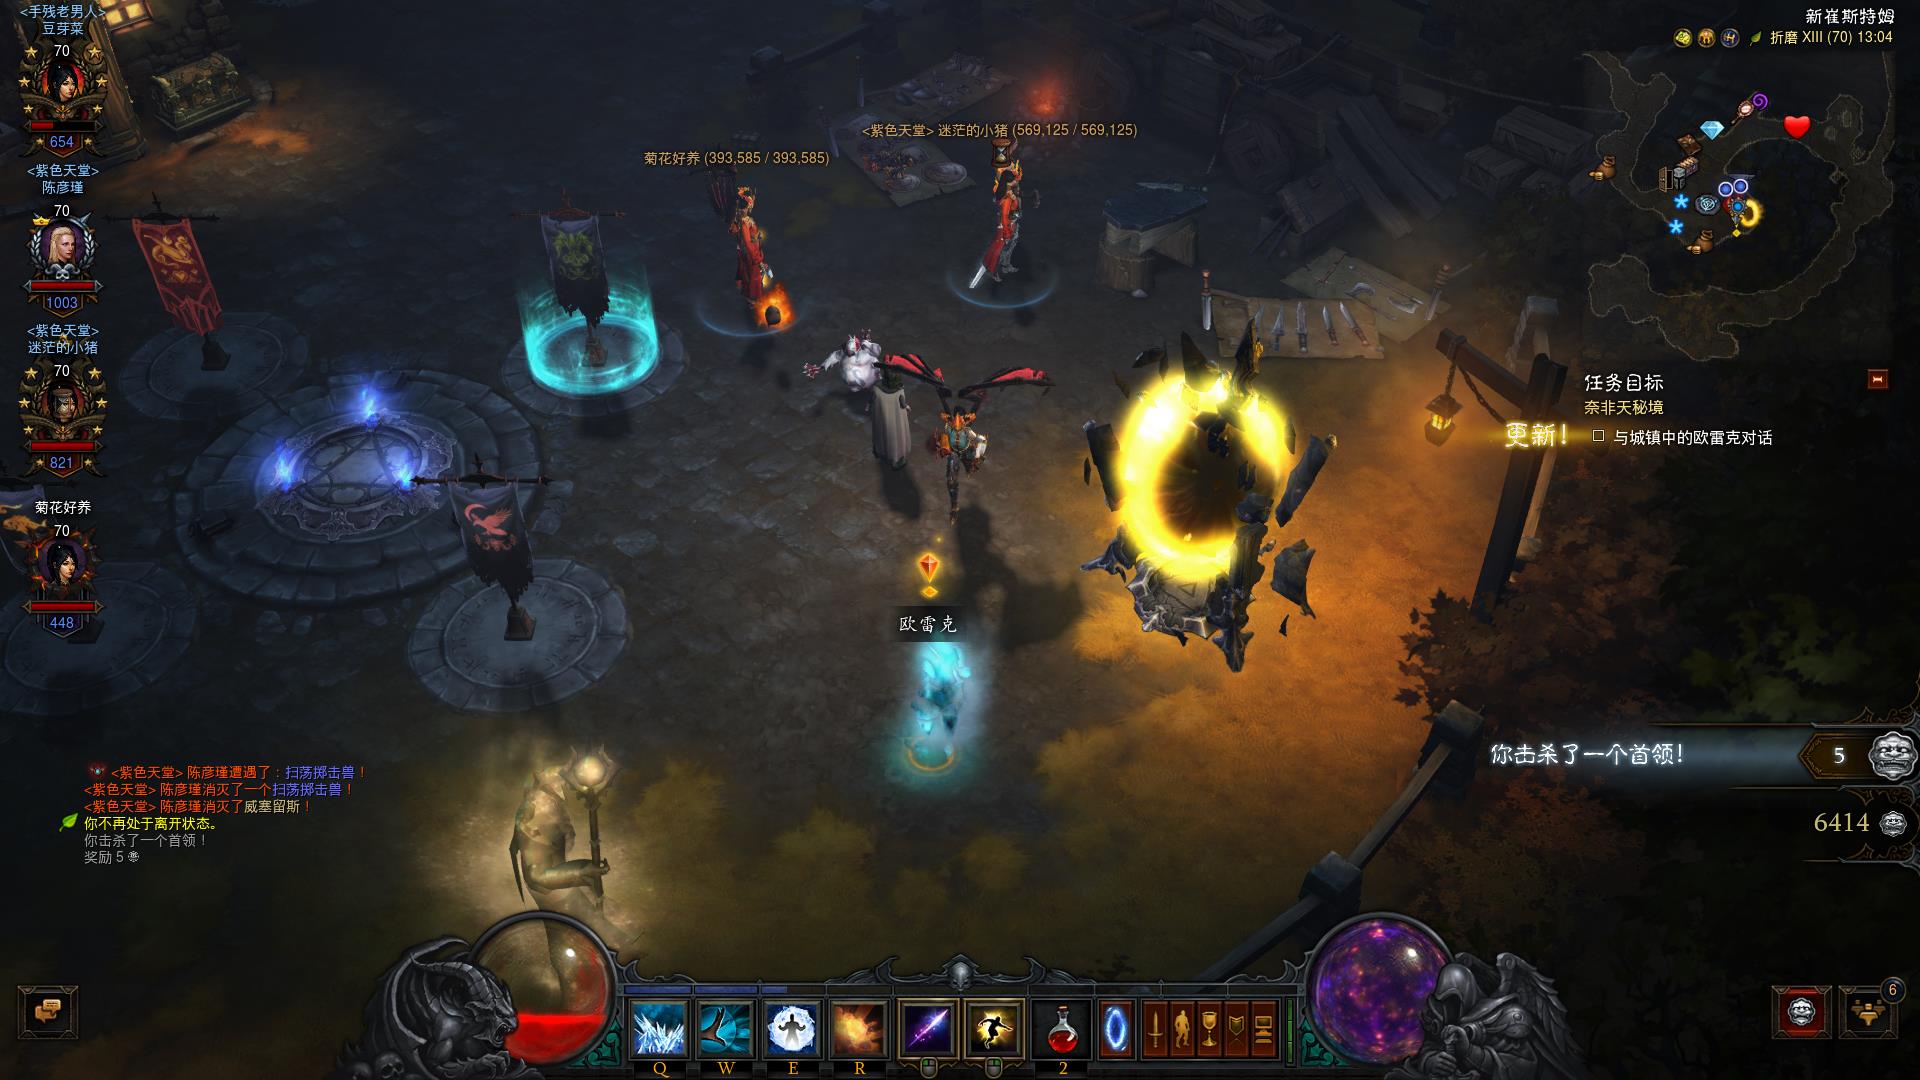 <手残老男人>
豆芽菜
70
654
<紫色天堂>
陈彦瑾
70
1003
<紫色天堂>
迷茫的小猪
70
821
菊花好养
70
448
菊花好养 (393,585 / 393,585)
<紫色天堂> 迷茫的小猪 (569,125 / 569,125)
新崔斯特姆
折磨 XIII (70) 13:04
任务目标
奈非天秘境
更新!
与城镇中的欧雷克对话
欧雷克
你击杀了一个首领!
5
6414
<紫色天堂> 陈彦瑾遭遇了：扫荡掷击兽！
<紫色天堂> 陈彦瑾消灭了一个扫荡掷击兽！
<紫色天堂> 陈彦瑾消灭了威塞留斯！
你不再处于离开状态。
你击杀了一个首领！
奖励 5
Q
W
E
R
2
6